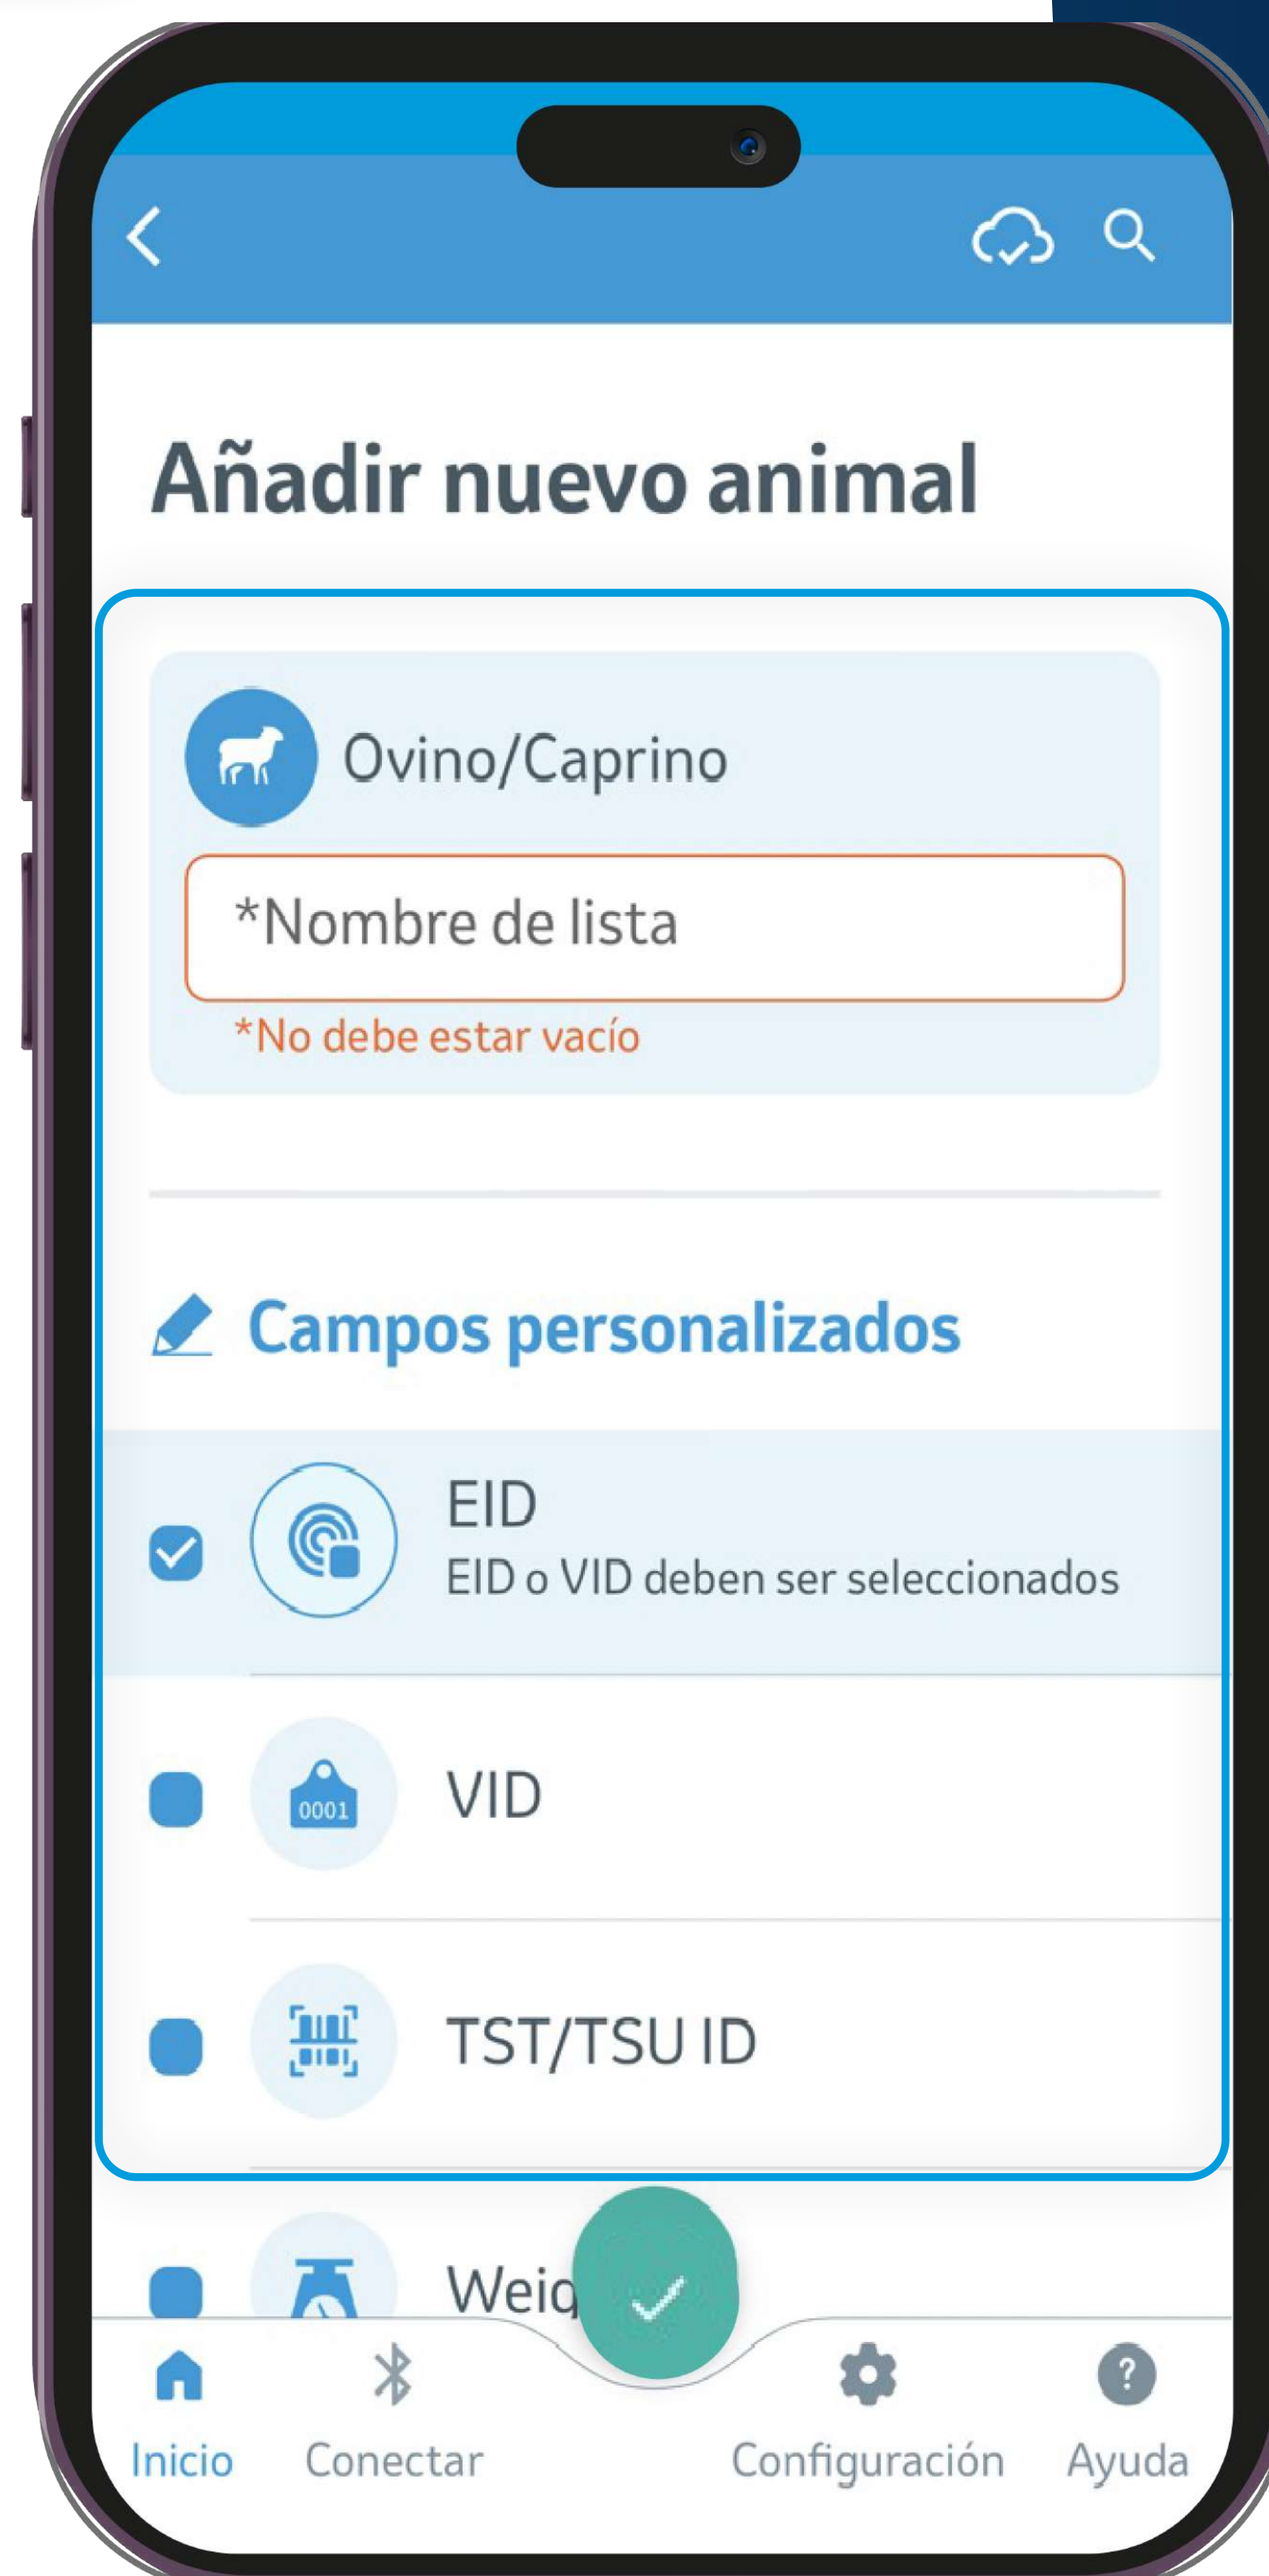 Añadir nuevo animal
Ovino/Caprino
*Nombre de lista
*No debe estar vacío
Campos personalizados
EID
EID o VID deben ser seleccionados
0001
VID
TST/TSU ID
Inicio
Conectar
Configuración
?
Ayuda